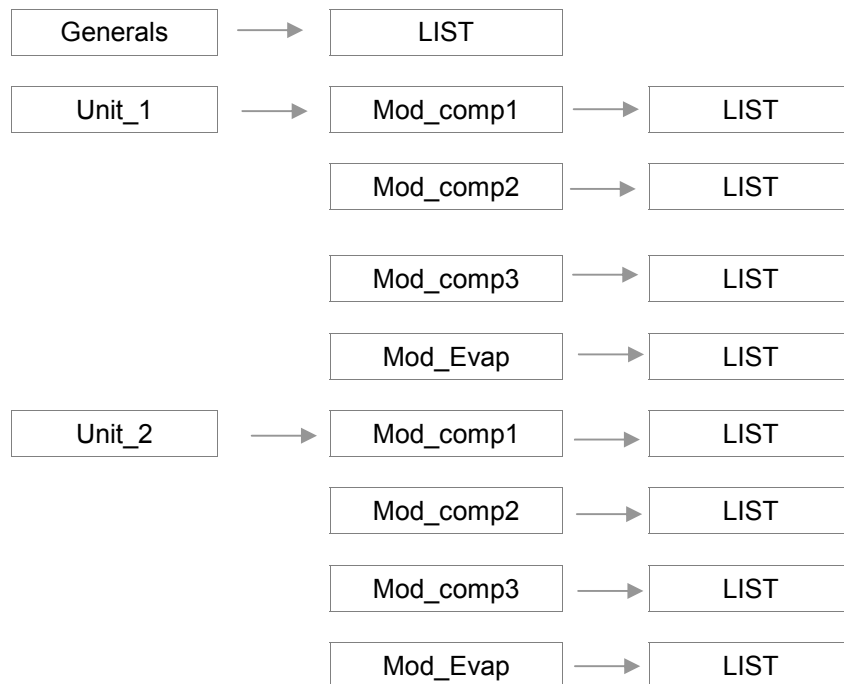 Generals LIST
Unit_1 Mod_comp1 LIST
Mod_comp2 LIST
Mod_comp3 LIST
Mod_Evap LIST
Unit_2 Mod_comp1 LIST
Mod_comp2 LIST
Mod_comp3 LIST
Mod_Evap LIST